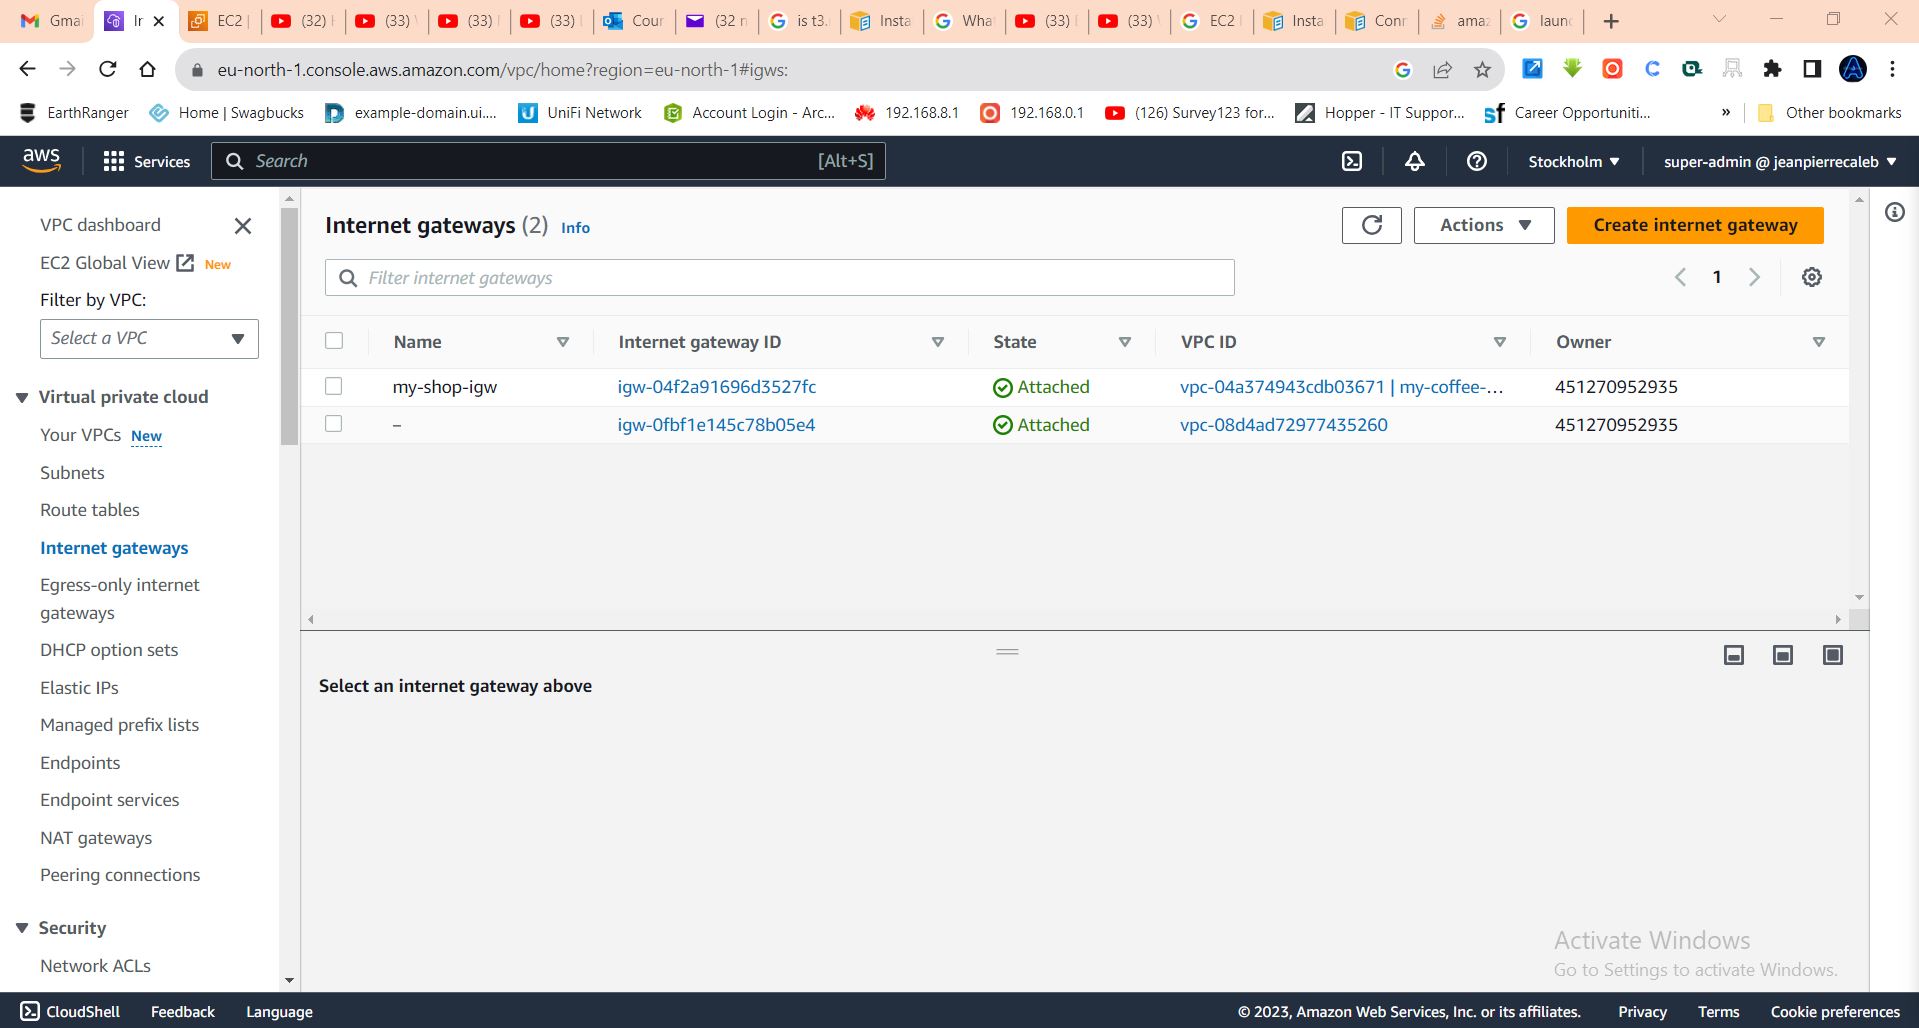 Gmai
Ir
EC2 |
(32)
(33)
(33)
(33)
Cour
(32 n
is t3.
Insta
Wha
(33)
(33)
EC2
Insta
Conr
amaz
laun
eu-north-1.console.aws.amazon.com/vpc/home?region=eu-north-1#igws:
EarthRanger
Home | Swagbucks
example-domain.ui....
UniFi Network
Account Login - Arc...
192.168.8.1
192.168.0.1
(126) Survey123 for...
Hopper - IT Suppor...
Career Opportuniti...
»
Other bookmarks
aws
Services
Search
[Alt+S]
Stockholm
super-admin @ jeanpierrecaleb
VPC dashboard
EC2 Global View
New
Filter by VPC:
Select a VPC
Virtual private cloud
Your VPCs New
Subnets
Route tables
Internet gateways
Egress-only internet
gateways
DHCP option sets
Elastic IPs
Managed prefix lists
Endpoints
Endpoint services
NAT gateways
Peering connections
Security
Network ACLs
Internet gateways (2) Info
Actions
Create internet gateway
Filter internet gateways
1
Name
Internet gateway ID
State
VPC ID
Owner
my-shop-igw
igw-04f2a91696d3527fc
Attached
vpc-04a374943cdb03671 | my-coffee-...
451270952935
–
igw-0fbf1e145c78b05e4
Attached
vpc-08d4ad72977435260
451270952935
Select an internet gateway above
Activate Windows
Go to Settings to activate Windows.
CloudShell
Feedback
Language
© 2023, Amazon Web Services, Inc. or its affiliates.
Privacy
Terms
Cookie preferences